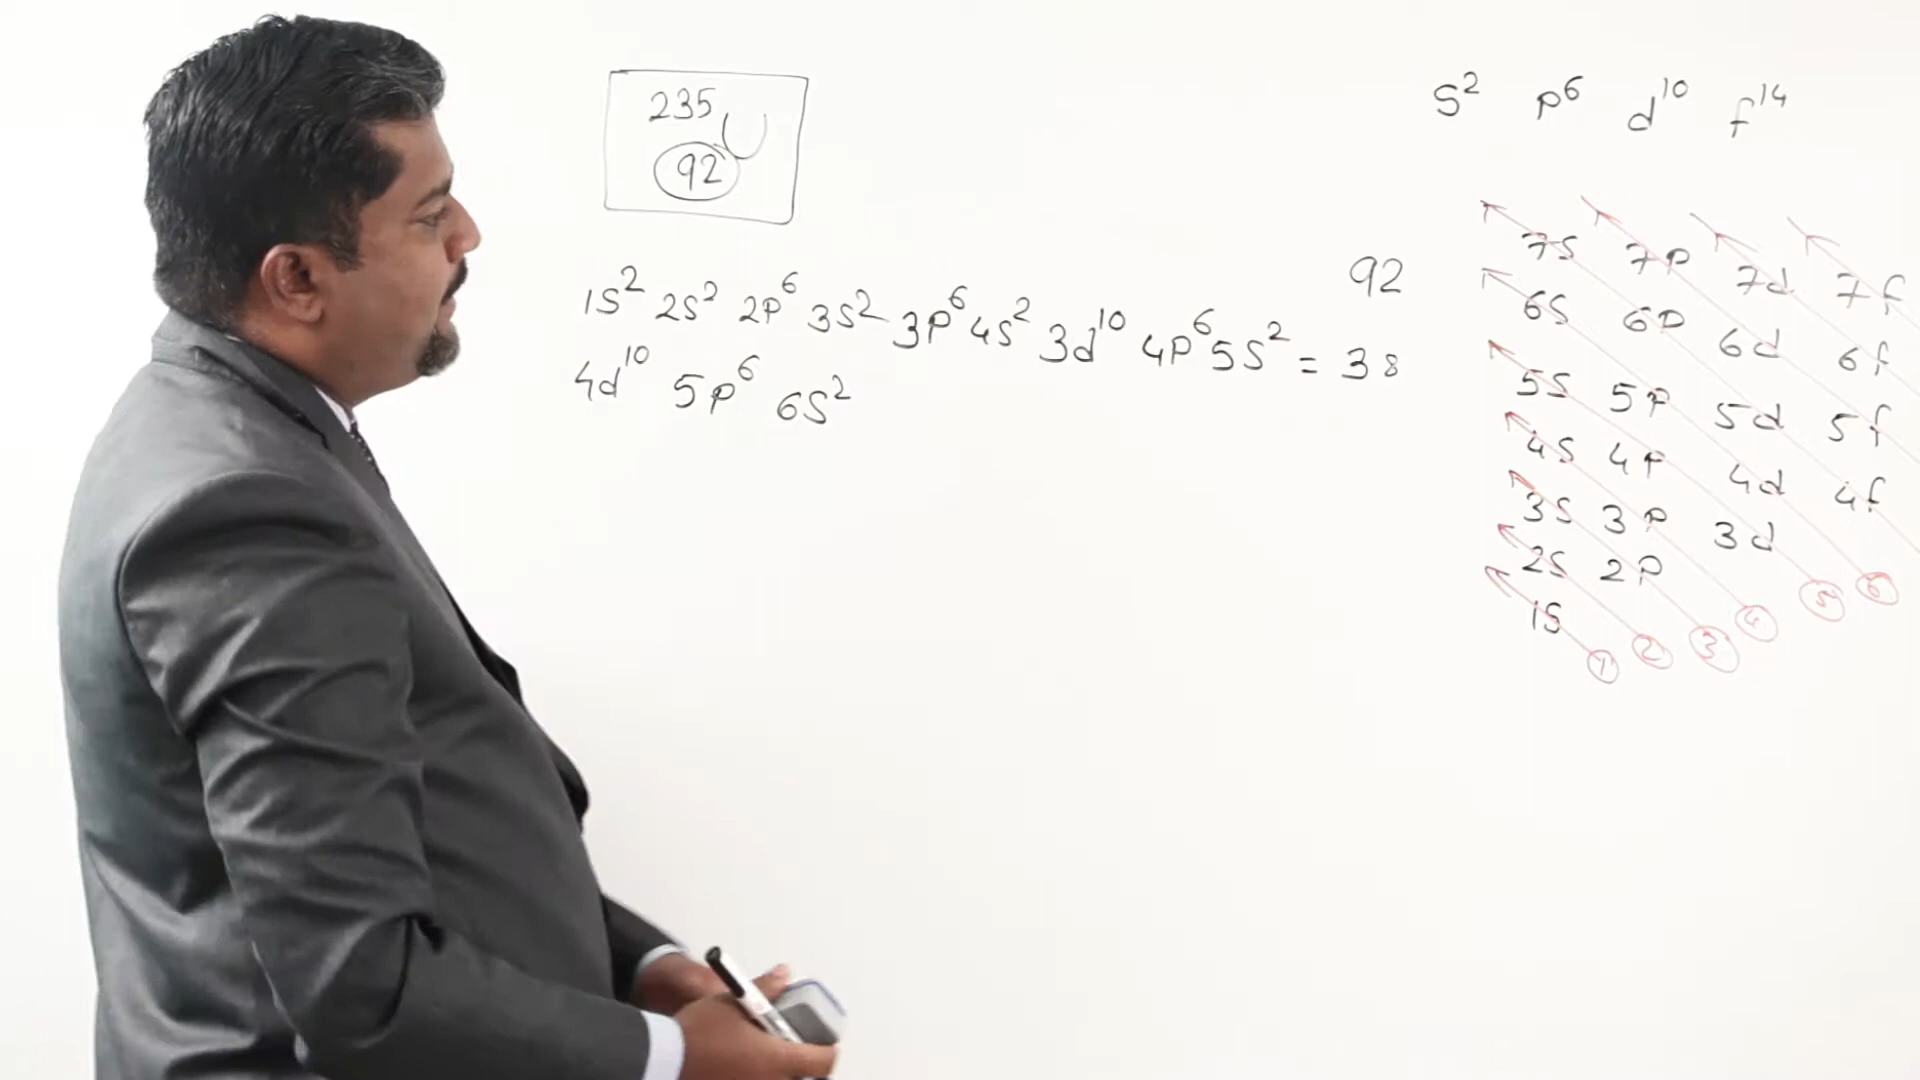 235
U
92
S² P⁶ d¹⁰ f¹⁴
92
1S² 2S² 2P⁶ 3S² 3P⁶ 4S² 3d¹⁰ 4P⁶ 5S² = 38
4d¹⁰ 5P⁶ 6S²
7S 7P 7d 7f
6S 6P 6d 6f
5S 5P 5d 5f
4S 4P 4d 4f
3S 3P 3d
2S 2P
1S
1 2 3 4 5 6